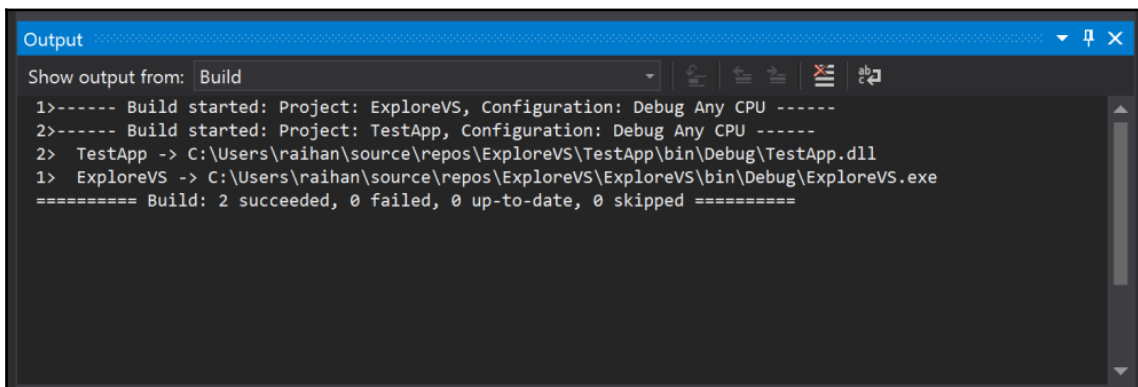 Output
Show output from: Build
1>------ Build started: Project: ExploreVS, Configuration: Debug Any CPU ------
2>------ Build started: Project: TestApp, Configuration: Debug Any CPU ------
2>  TestApp -> C:\Users\raihan\source\repos\ExploreVS\TestApp\bin\Debug\TestApp.dll
1>  ExploreVS -> C:\Users\raihan\source\repos\ExploreVS\ExploreVS\bin\Debug\ExploreVS.exe
========== Build: 2 succeeded, 0 failed, 0 up-to-date, 0 skipped ==========